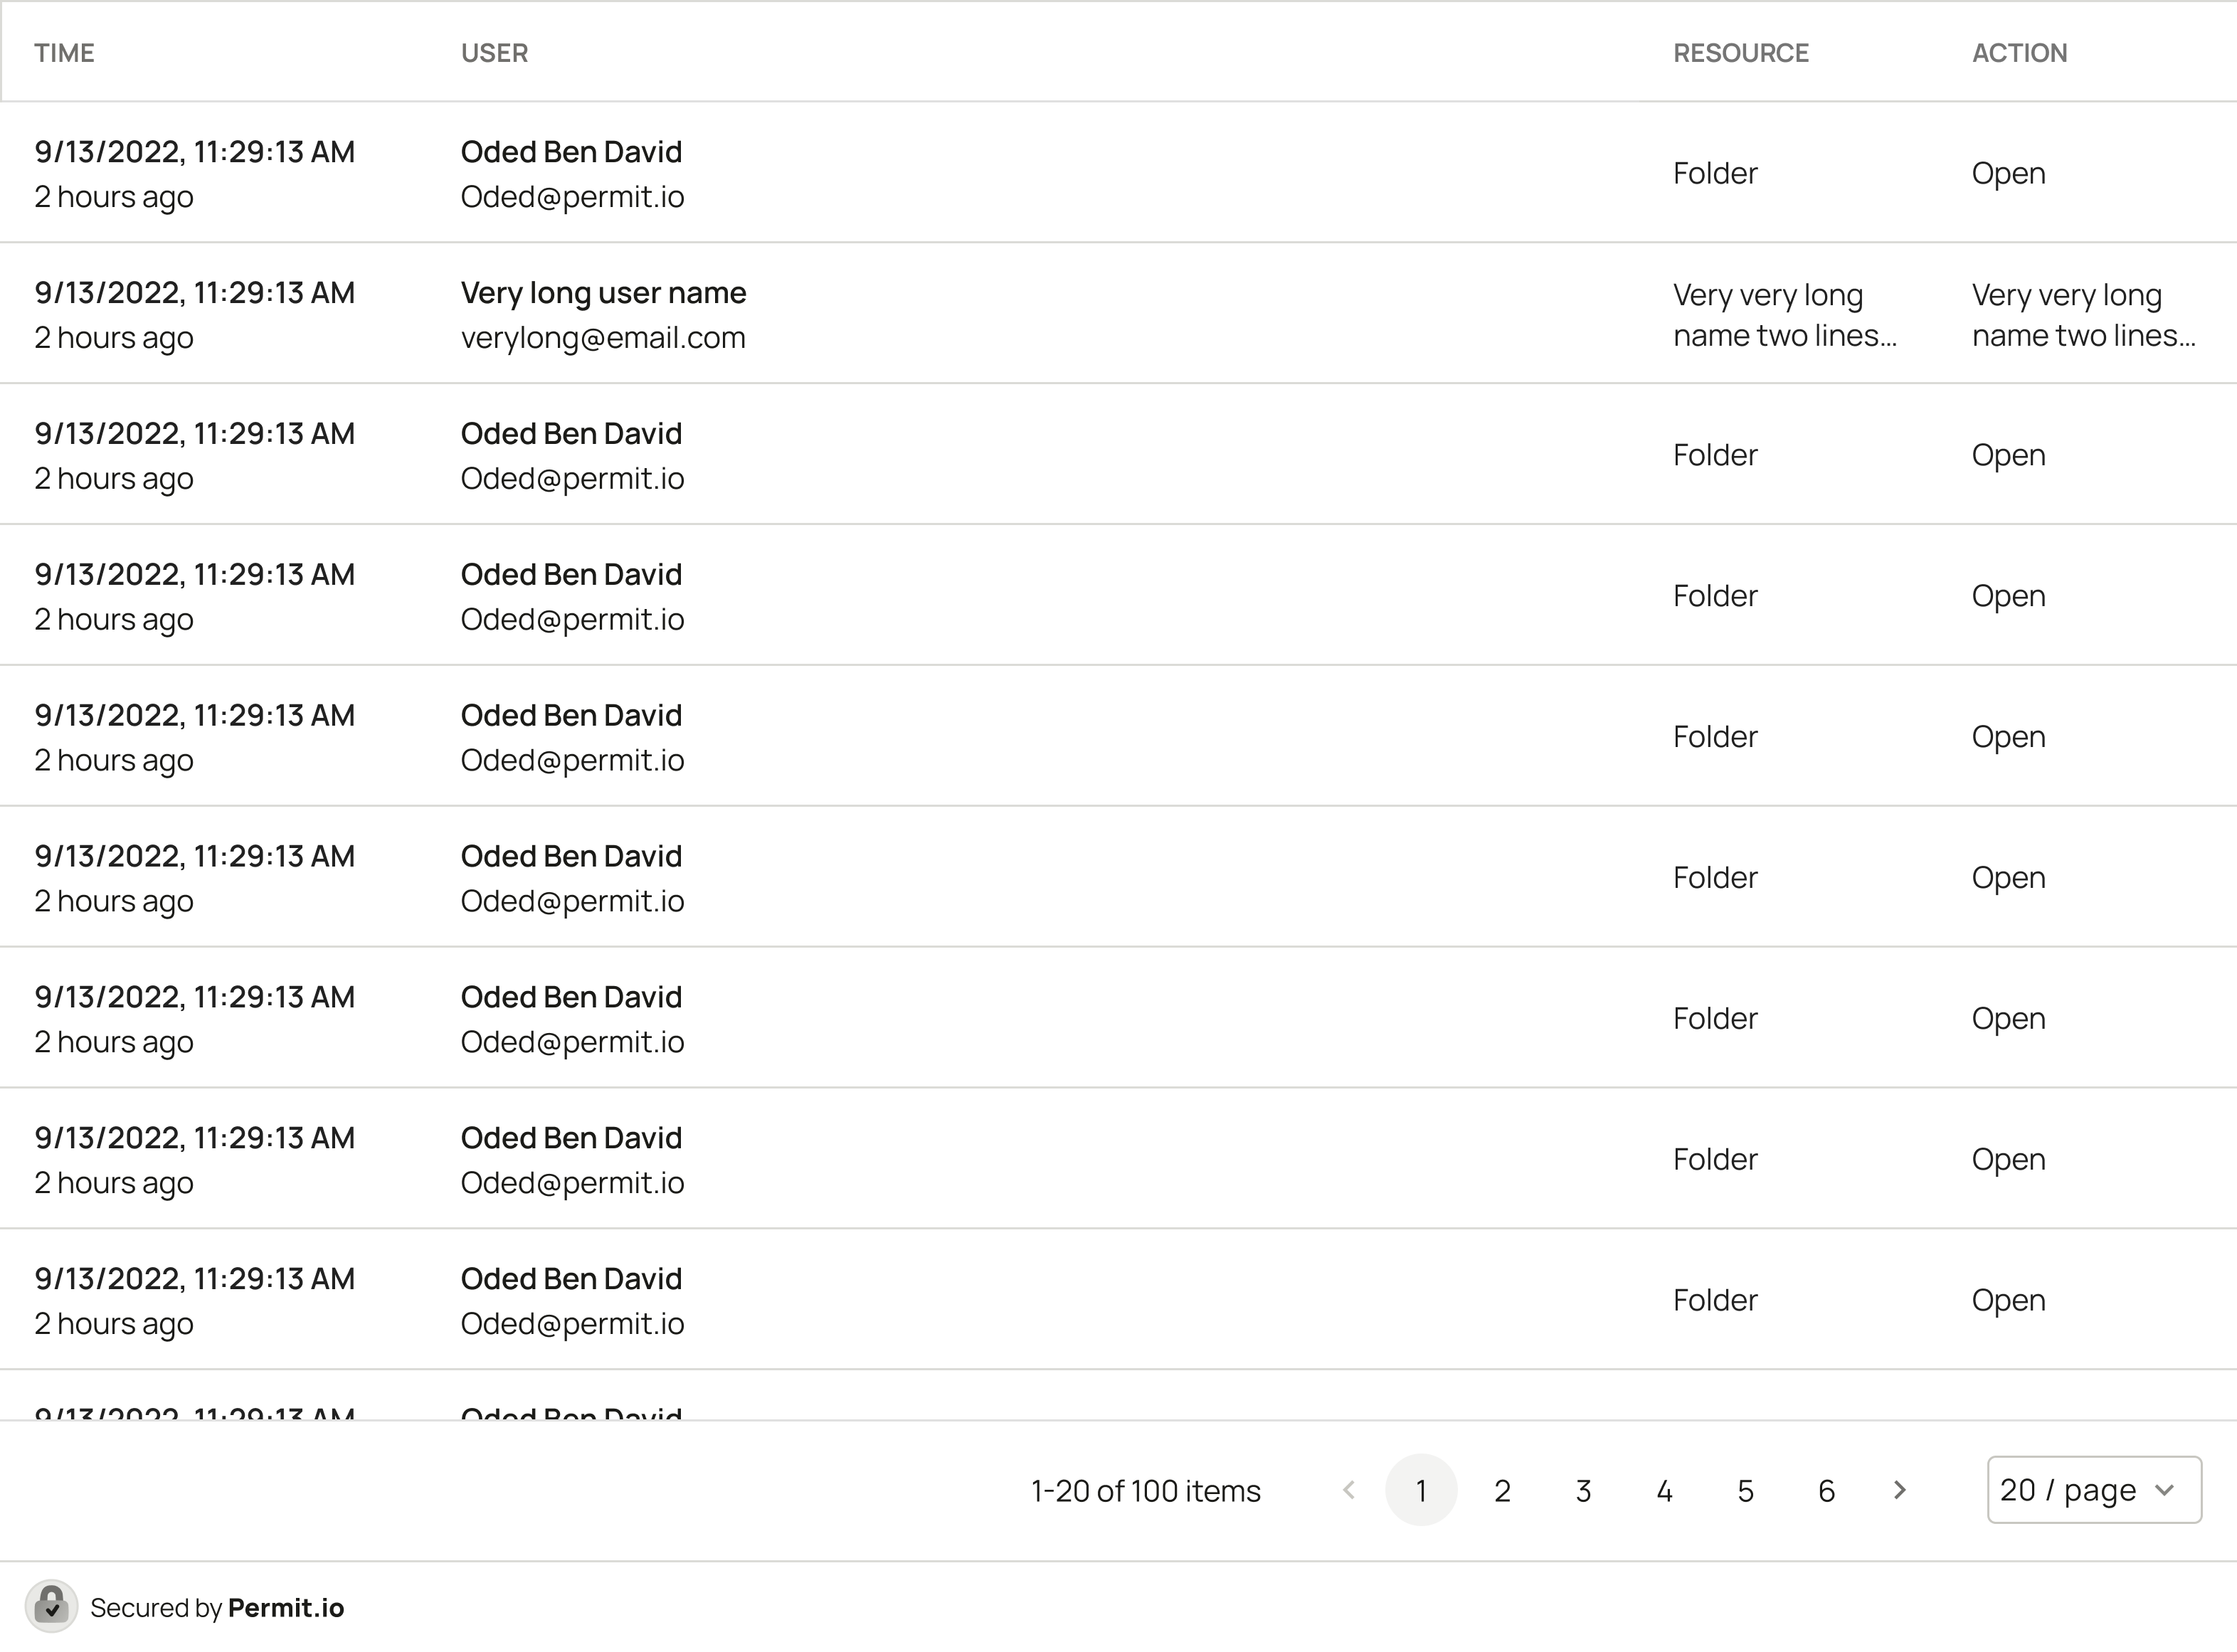 TIME USER RESOURCE ACTION
9/13/2022, 11:29:13 AM Oded Ben David
2 hours ago Oded@permit.io Folder Open
9/13/2022, 11:29:13 AM Very long user name Very very long Very very long
2 hours ago verylong@email.com name two lines... name two lines...
9/13/2022, 11:29:13 AM Oded Ben David
2 hours ago Oded@permit.io Folder Open
9/13/2022, 11:29:13 AM Oded Ben David
2 hours ago Oded@permit.io Folder Open
9/13/2022, 11:29:13 AM Oded Ben David
2 hours ago Oded@permit.io Folder Open
9/13/2022, 11:29:13 AM Oded Ben David
2 hours ago Oded@permit.io Folder Open
9/13/2022, 11:29:13 AM Oded Ben David
2 hours ago Oded@permit.io Folder Open
9/13/2022, 11:29:13 AM Oded Ben David
2 hours ago Oded@permit.io Folder Open
9/13/2022, 11:29:13 AM Oded Ben David
2 hours ago Oded@permit.io Folder Open
9/13/2022, 11:29:13 AM Oded Ben David
1-20 of 100 items 1 2 3 4 5 6 20 / page
Secured by Permit.io